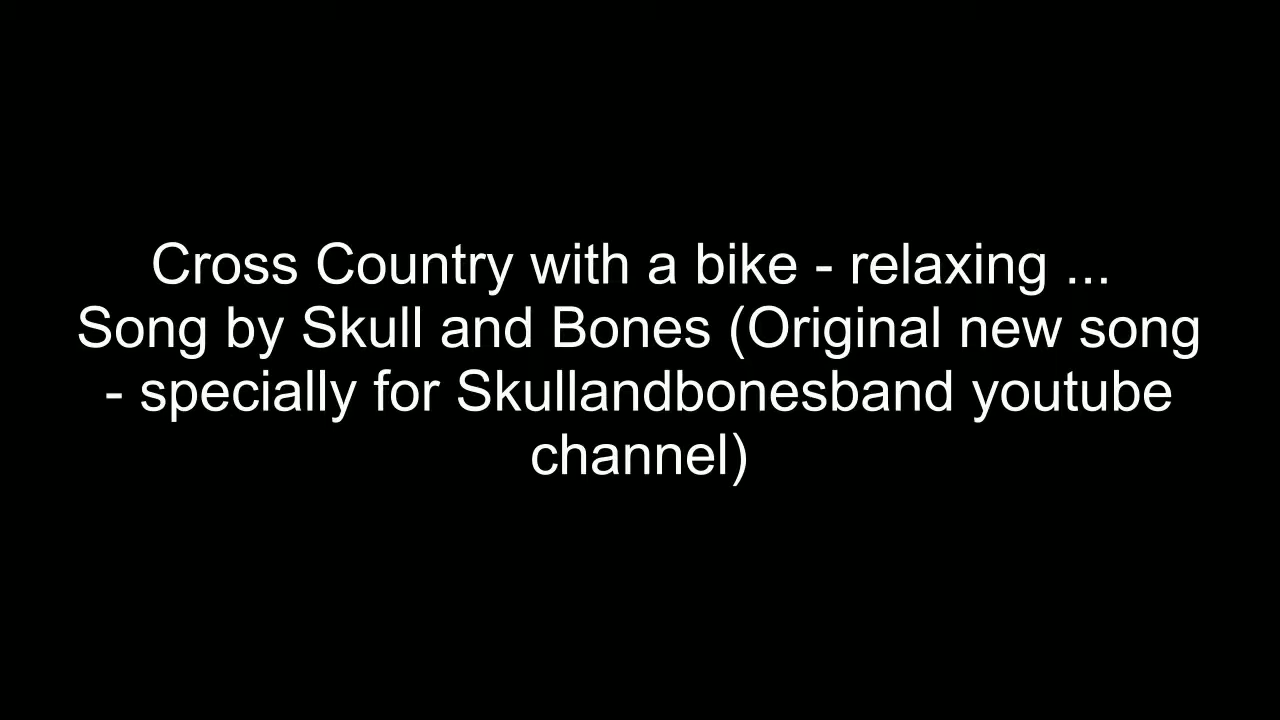 Cross Country with a bike - relaxing ...
Song by Skull and Bones (Original new song
- specially for Skullandbonesband youtube
channel)